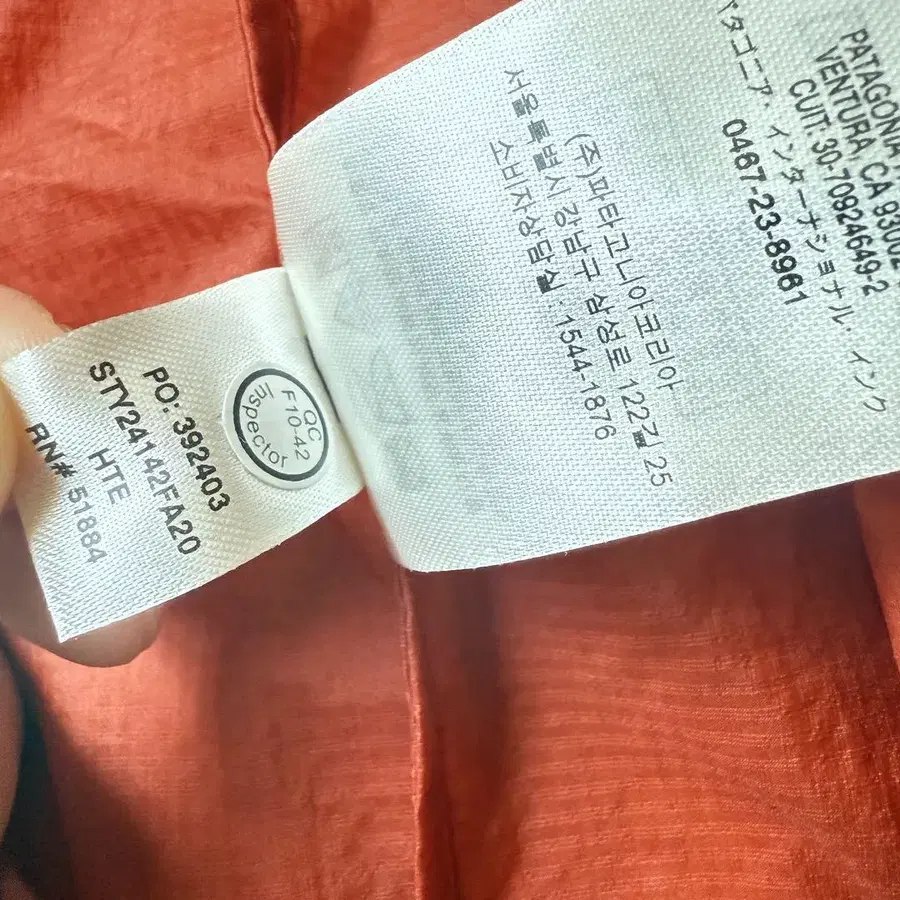 PATAGONIA
VENTURA, CA 93002
CUIT: 30-70924649-2
パタゴニア・インターナショナル・インク
0467-23-8961
(주)파타고니아코리아
서울특별시 강남구 삼성로 122길 25
소비자상담실 : 1544-1876
QC
F10-42
Inspector
PO: 392403
STY24142FA20
HTE
RN# 51884